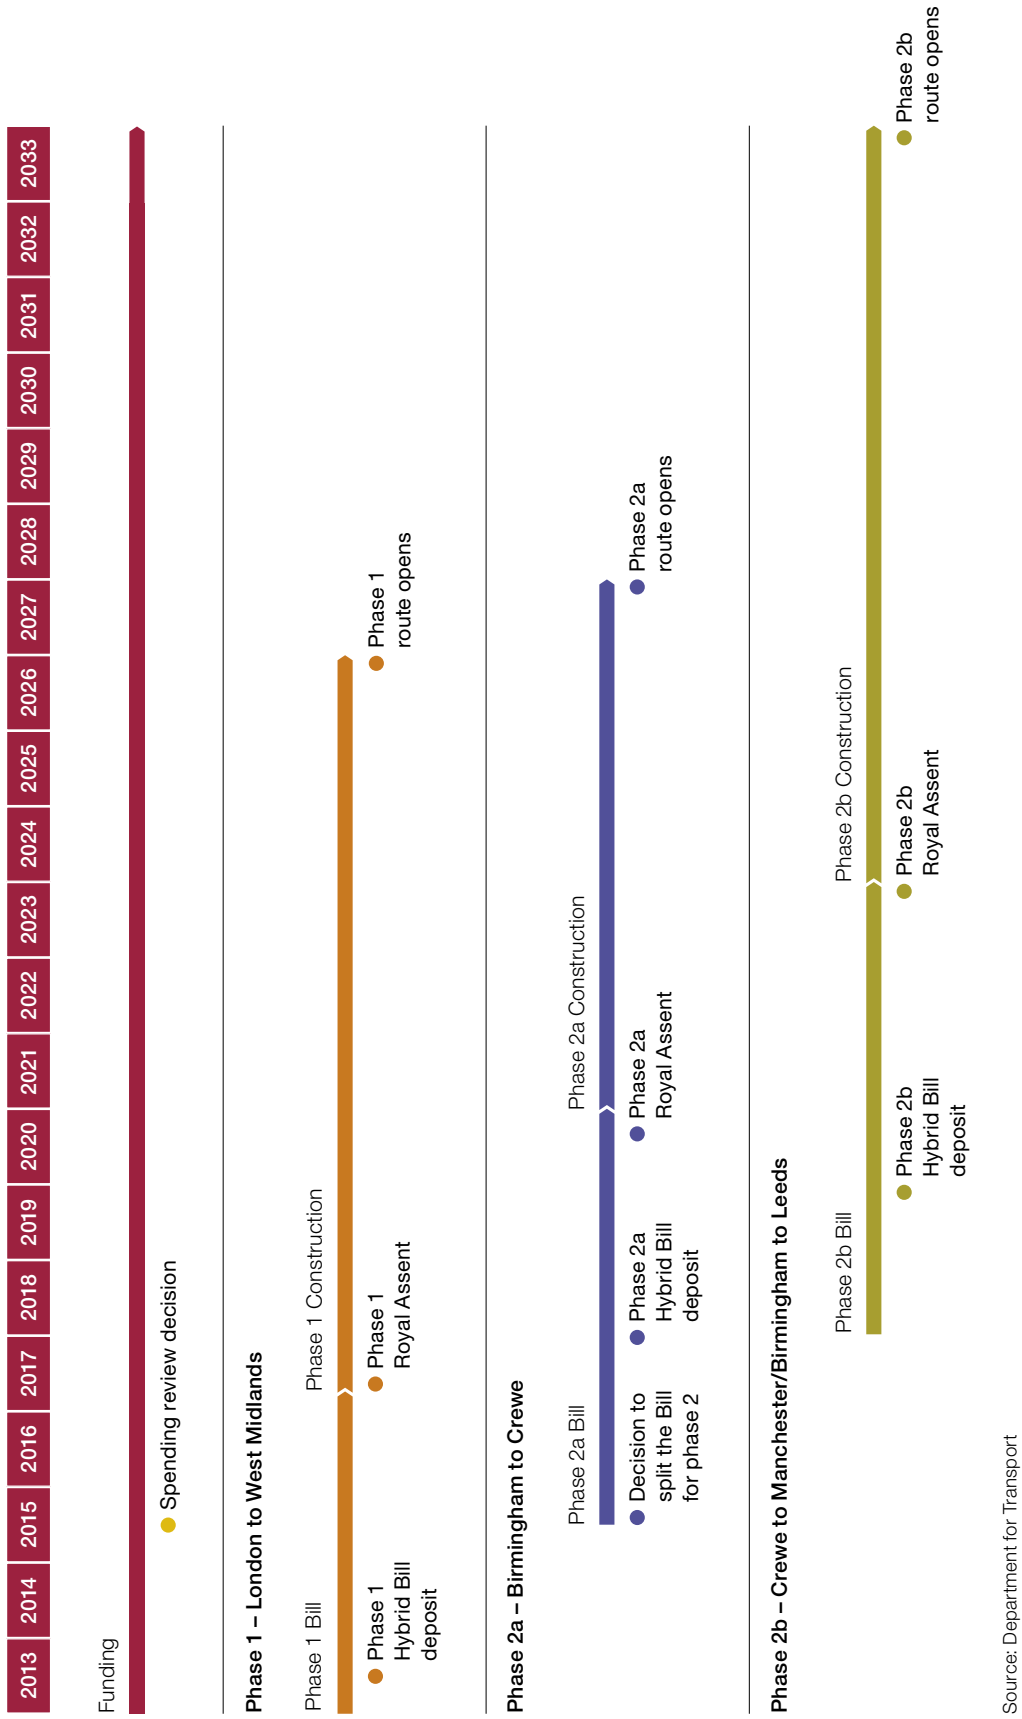 2013 2014 2015 2016 2017 2018 2019 2020 2021 2022 2023 2024 2025 2026 2027 2028 2029 2030 2031 2032 2033
Funding
Spending review decision
Phase 1 – London to West Midlands
Phase 1 Bill
Phase 1 Construction
Phase 1
Hybrid Bill
deposit
Phase 1
Royal Assent
Phase 1
route opens
Phase 2a – Birmingham to Crewe
Phase 2a Bill
Phase 2a Construction
Decision to
split the Bill
for phase 2
Phase 2a
Hybrid Bill
deposit
Phase 2a
Royal Assent
Phase 2a
route opens
Phase 2b – Crewe to Manchester/Birmingham to Leeds
Phase 2b Bill
Phase 2b Construction
Phase 2b
Hybrid Bill
deposit
Phase 2b
Royal Assent
Phase 2b
route opens
Source: Department for Transport